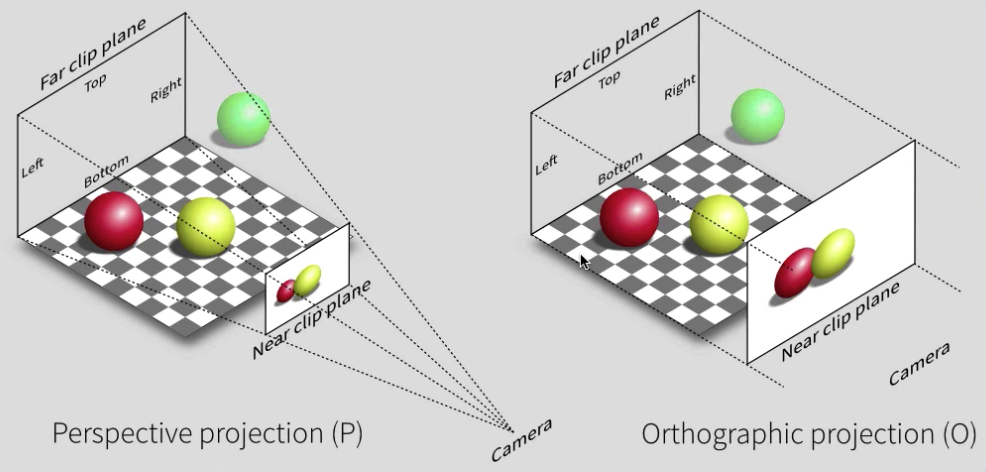 Far clip plane
Top
Right
Left
Bottom
Near clip plane
Camera
Perspective projection (P)
Far clip plane
Top
Right
Left
Bottom
Near clip plane
Camera
Orthographic projection (O)